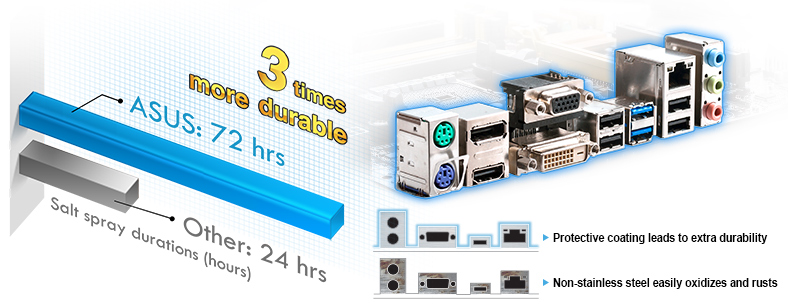 3 times
more durable
ASUS: 72 hrs
Other: 24 hrs
Salt spray durations (hours)
Protective coating leads to extra durability
Non-stainless steel easily oxidizes and rusts